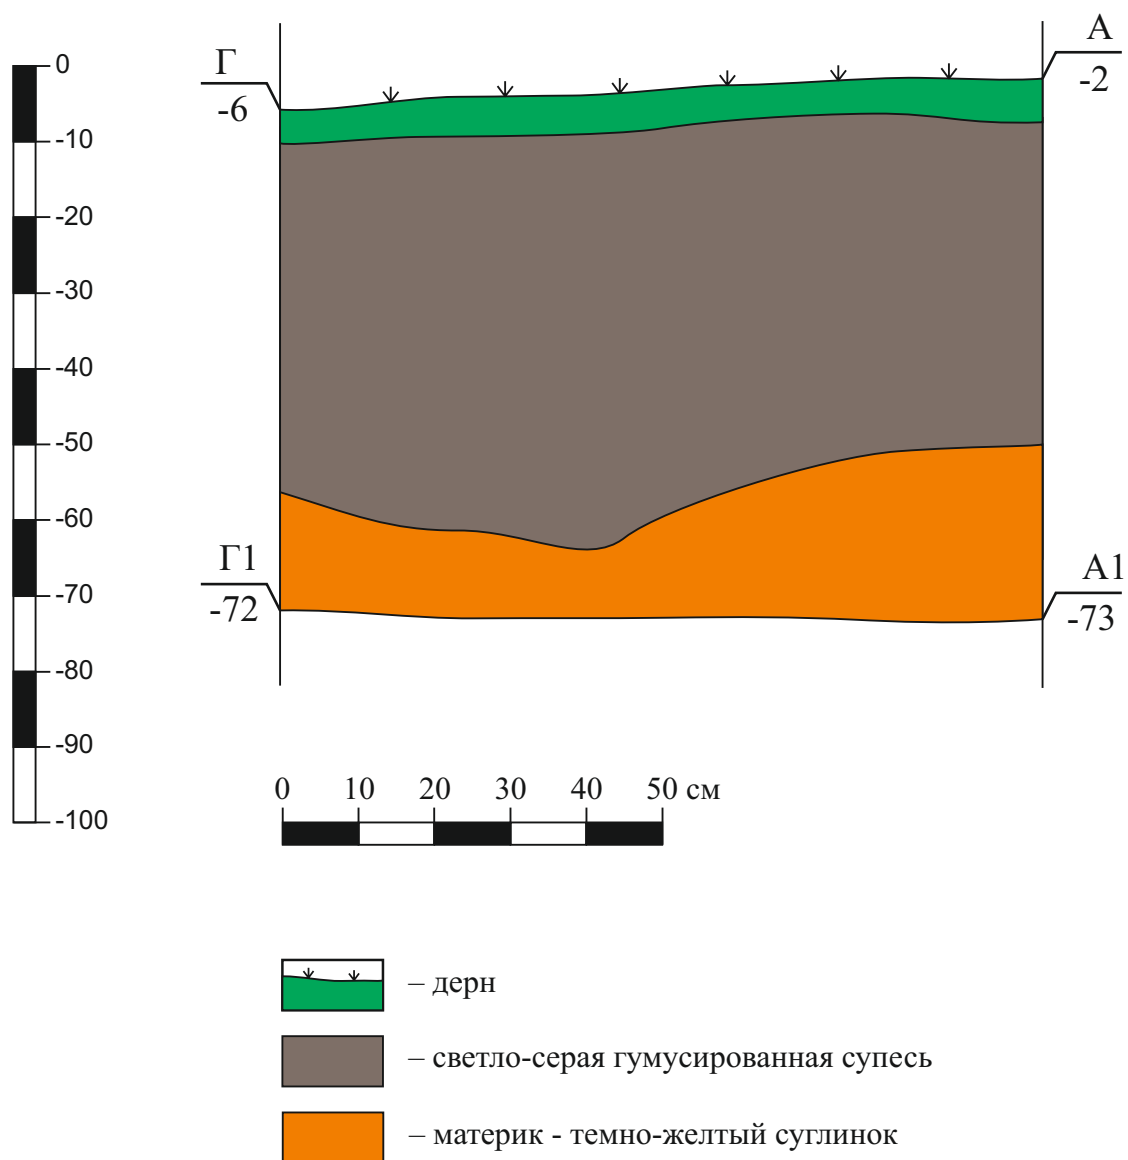 Г
-6
А
-2
0
-10
-20
-30
-40
-50
-60
-70
-80
-90
-100
Г1
-72
А1
-73
0 10 20 30 40 50 см
– дерн
– светло-серая гумусированная супесь
– материк - темно-желтый суглинок